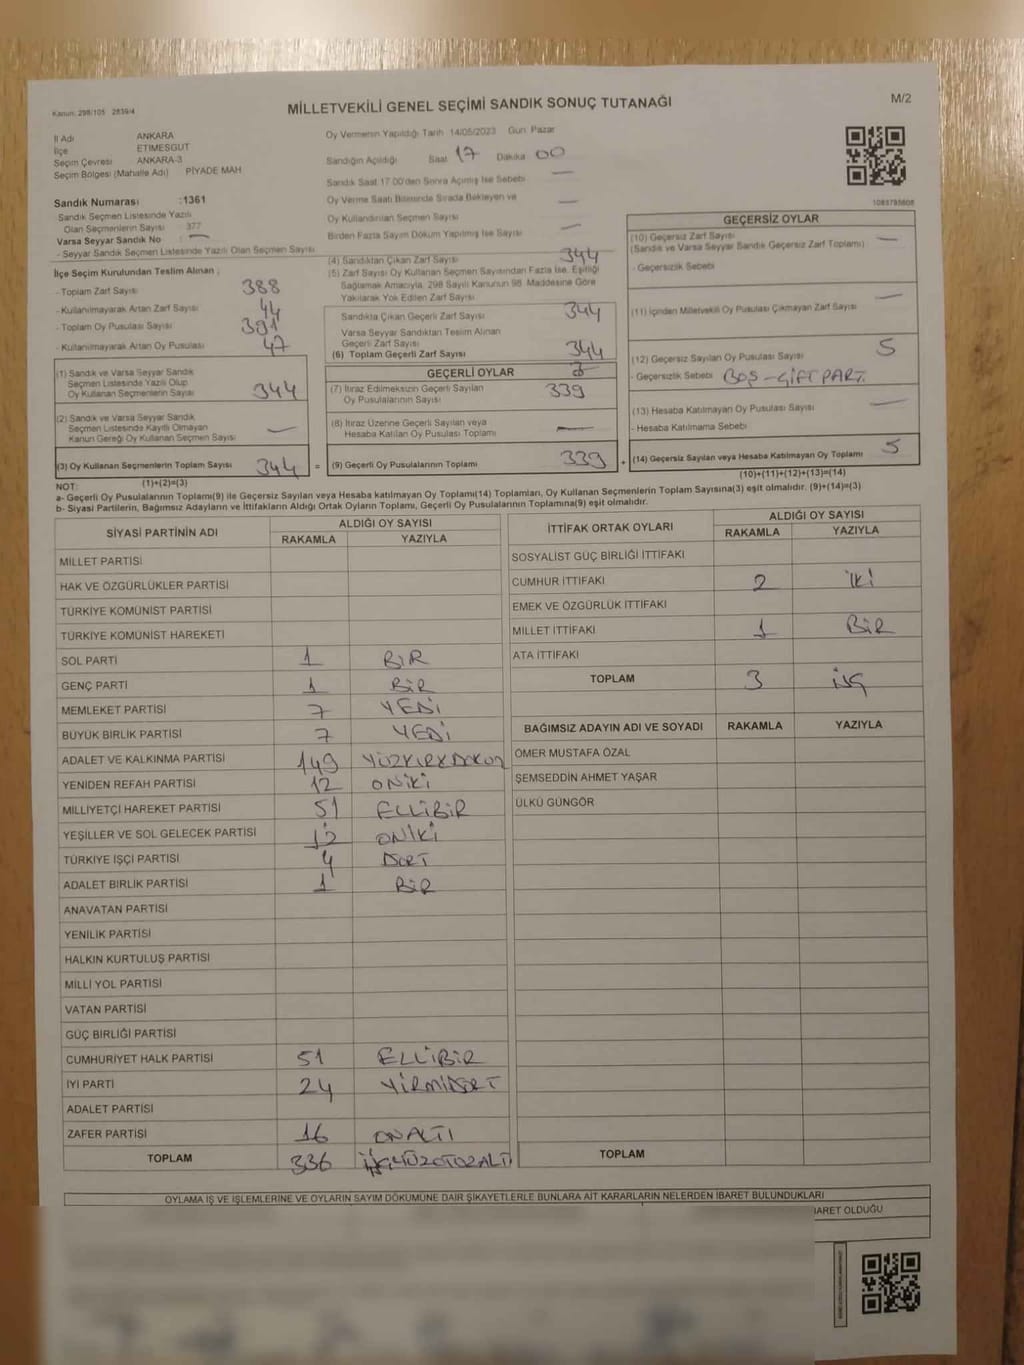 Kanun: 298/105 2839/4
MİLLETVEKİLİ GENEL SEÇİMİ SANDIK SONUÇ TUTANAĞI
M/2
İl Adı ANKARA
İlçe ETİMESGUT
Seçim Çevresi ANKARA-3
Seçim Bölgesi (Mahalle Adı) PİYADE MAH
Sandık Numarası :1361
Sandık Seçmen Listesinde Yazılı
Olan Seçmenlerin Sayısı 377
Varsa Seyyar Sandık No : —
- Seyyar Sandık Listesinde Yazılı Olan Seçmen Sayısı
Oy Vermenin Yapıldığı Tarih 14/05/2023 Gün: Pazar
Sandığın Açıldığı Saat 17 Dakika 00
Sandık Saat 17.00'den Sonra Açılmış İse Sebebi —
Oy Verme Saati Bitiminde Sırada Bekleyen ve —
Oy Kullandırılan Seçmen Sayısı
Birden Fazla Sayım Döküm Yapılmış İse Sayısı —
1085795808
İlçe Seçim Kurulundan Teslim Alınan ;
- Toplam Zarf Sayısı 388
- Kullanılmayarak Artan Zarf Sayısı 44
- Toplam Oy Pusulası Sayısı 391
- Kullanılmayarak Artan Oy Pusulası 47
(1) Sandık ve Varsa Seyyar Sandık
Seçmen Listesinde Yazılı Olup
Oy Kullanan Seçmenlerin Sayısı 344
(2) Sandık ve Varsa Seyyar Sandık
Seçmen Listesinde Kayıtlı Olmayan
Kanun Gereği Oy Kullanan Seçmen Sayısı —
(3) Oy Kullanan Seçmenlerin Toplam Sayısı 344 =
(1)+(2)=(3)
(4) Sandıktan Çıkan Zarf Sayısı 344
(5) Zarf Sayısı Oy Kullanan Seçmen Sayısından Fazla İse, Eşitliği
Sağlamak Amacıyla, 298 Sayılı Kanunun 98. Maddesine Göre
Yakılarak Yok Edilen Zarf Sayısı
Sandıkta Çıkan Geçerli Zarf Sayısı 344
Varsa Seyyar Sandıktan Teslim Alınan
Geçerli Zarf Sayısı
(6) Toplam Geçerli Zarf Sayısı 344
GEÇERLİ OYLAR
(7) İtiraz Edilmeksizin Geçerli Sayılan
Oy Pusulalarının Sayısı 339
(8) İtiraz Üzerine Geçerli Sayılan veya
Hesaba Katılan Oy Pusulası Toplamı —
(9) Geçerli Oy Pusulalarının Toplamı 339 +
GEÇERSİZ OYLAR
(10) Geçersiz Zarf Sayısı —
(Sandık ve Varsa Seyyar Sandık Geçersiz Zarf Toplamı)
- Geçersizlik Sebebi
(11) İçinden Milletvekili Oy Pusulası Çıkmayan Zarf Sayısı —
(12) Geçersiz Sayılan Oy Pusulası Sayısı 5
- Geçersizlik Sebebi BOŞ-ÇİFT PART.
(13) Hesaba Katılmayan Oy Pusulası Sayısı —
- Hesaba Katılmama Sebebi
(14) Geçersiz Sayılan veya Hesaba Katılmayan Oy Toplamı 5
(10)+(11)+(12)+(13)=(14)
NOT:
a- Geçerli Oy Pusulalarının Toplamı(9) ile Geçersiz Sayılan veya Hesaba katılmayan Oy Toplamı(14) Toplamları, Oy Kullanan Seçmenlerin Toplam Sayısına(3) eşit olmalıdır. (9)+(14)=(3)
b- Siyasi Partilerin, Bağımsız Adayların ve İttifakların Aldığı Ortak Oyların Toplamı, Geçerli Oy Pusulalarının Toplamına(9) eşit olmalıdır.
SİYASİ PARTİNİN ADI ALDIĞI OY SAYISI
RAKAMLA YAZIYLA
MİLLET PARTİSİ
HAK VE ÖZGÜRLÜKLER PARTİSİ
TÜRKİYE KOMÜNİST PARTİSİ
TÜRKİYE KOMÜNİST HAREKETİ
SOL PARTİ 1 BİR
GENÇ PARTİ 1 BİR
MEMLEKET PARTİSİ 7 YEDİ
BÜYÜK BİRLİK PARTİSİ 7 YEDİ
ADALET VE KALKINMA PARTİSİ 149 YÜZKIRKDOKUZ
YENİDEN REFAH PARTİSİ 12 ONİKİ
MİLLİYETÇİ HAREKET PARTİSİ 51 ELLİBİR
YEŞİLLER VE SOL GELECEK PARTİSİ 12 ONİKİ
TÜRKİYE İŞÇİ PARTİSİ 4 DÖRT
ADALET BİRLİK PARTİSİ 1 BİR
ANAVATAN PARTİSİ
YENİLİK PARTİSİ
HALKIN KURTULUŞ PARTİSİ
MİLLİ YOL PARTİSİ
VATAN PARTİSİ
GÜÇ BİRLİĞİ PARTİSİ
CUMHURİYET HALK PARTİSİ 51 ELLİBİR
İYİ PARTİ 24 YİRMİDÖRT
ADALET PARTİSİ
ZAFER PARTİSİ 16 ONALTI
TOPLAM 336 ÜÇYÜZOTUZALTI
İTTİFAK ORTAK OYLARI ALDIĞI OY SAYISI
RAKAMLA YAZIYLA
SOSYALİST GÜÇ BİRLİĞİ İTTİFAKI
CUMHUR İTTİFAKI 2 İKİ
EMEK VE ÖZGÜRLÜK İTTİFAKI
MİLLET İTTİFAKI 1 BİR
ATA İTTİFAKI
TOPLAM 3 ÜÇ
BAĞIMSIZ ADAYIN ADI VE SOYADI RAKAMLA YAZIYLA
ÖMER MUSTAFA ÖZAL
ŞEMSEDDİN AHMET YAŞAR
ÜLKÜ GÜNGÖR
TOPLAM
OYLAMA İŞ VE İŞLEMLERİNE VE OYLARIN SAYIM DÖKÜMÜNE DAİR ŞİKAYETLERLE BUNLARA AİT KARARLARIN NELERDEN İBARET BULUNDUKLARI
İBARET OLDUĞU